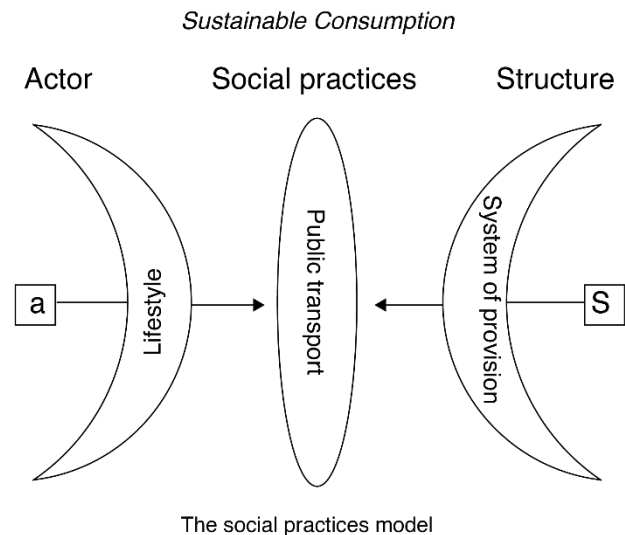 Sustainable Consumption
Actor
Social practices
Structure
a
Lifestyle
Public transport
System of provision
S
The social practices model